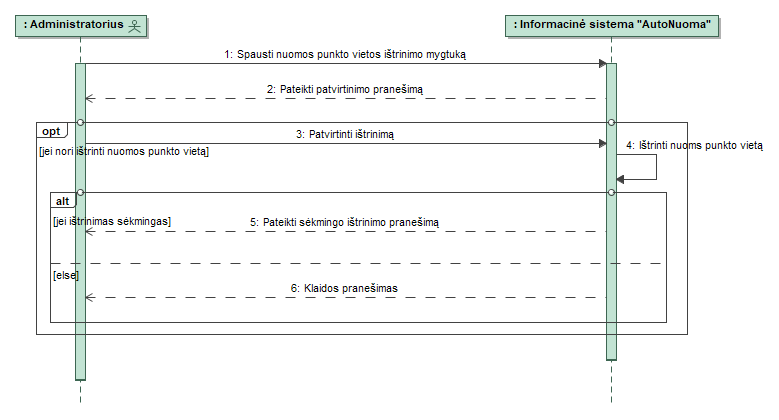 : Administratorius
: Informacinė sistema "AutoNuoma"
1: Spausti nuomos punkto vietos ištrinimo mygtuką
2: Pateikti patvirtinimo pranešimą
opt
3: Patvirtinti ištrinimą
[jei nori ištrinti nuomos punkto vietą]
4: Ištrinti nuoms punkto vietą
alt
[jei ištrinimas sėkmingas]
5: Pateikti sėkmingo ištrinimo pranešimą
[else]
6: Klaidos pranešimas